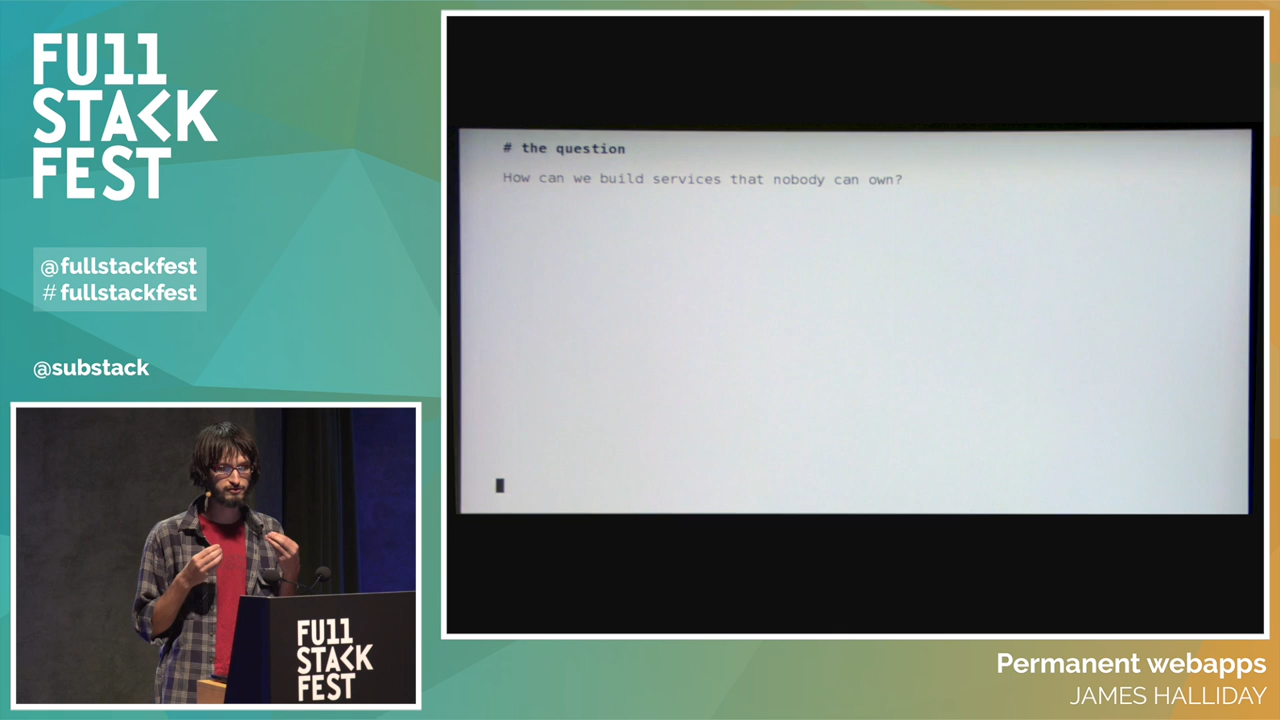 FU11
STACK
FEST
@fullstackfest
# fullstackfest
@substack
# the question
How can we build services that nobody can own?
FU11
STACK
FEST
Permanent webapps
JAMES HALLIDAY